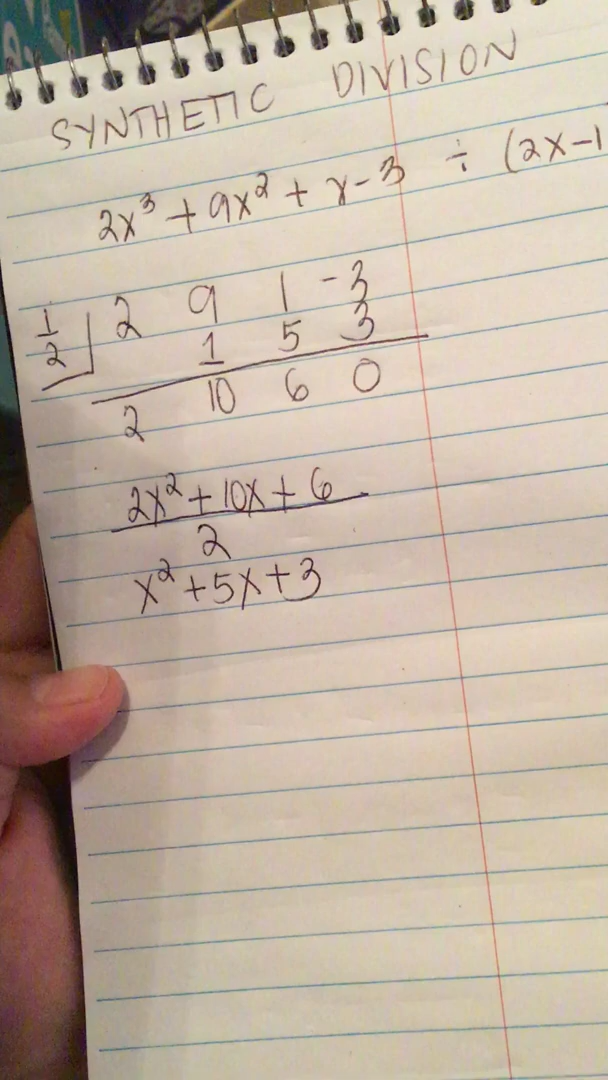 SYNTHETIC DIVISION
2x³ + 9x² + x - 3 ÷ (2x-1
1/2 2 9 1 -3
1 5 3
2 10 6 0
2x² + 10x + 6
2
x² + 5x + 3